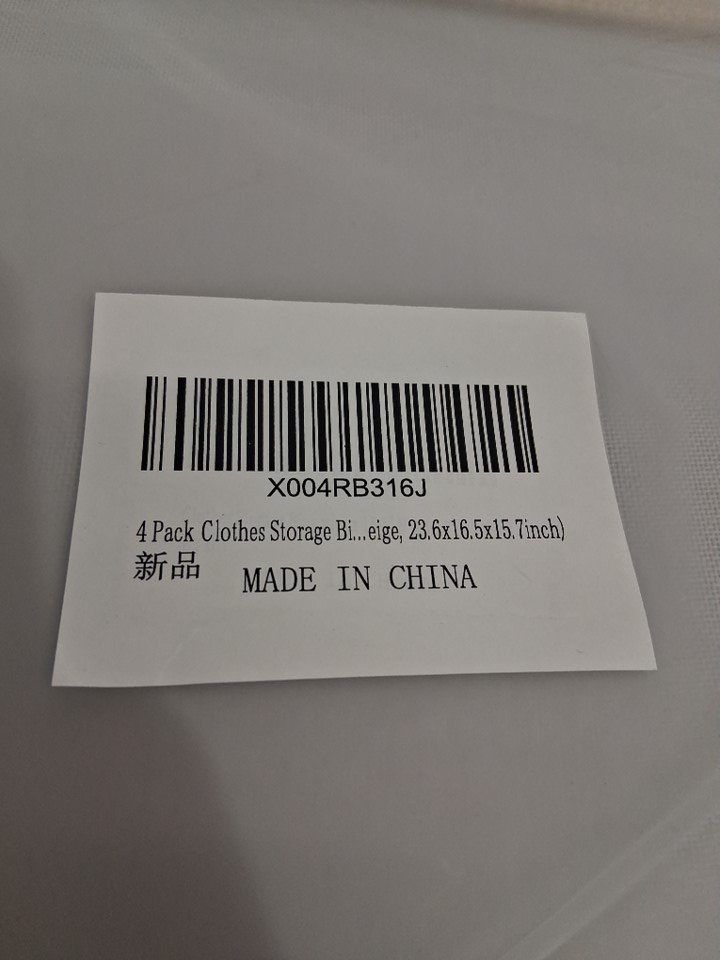 X004RB316J
4 Pack Clothes Storage Bi...eige, 23.6x16.5x15.7inch)
新品 MADE IN CHINA